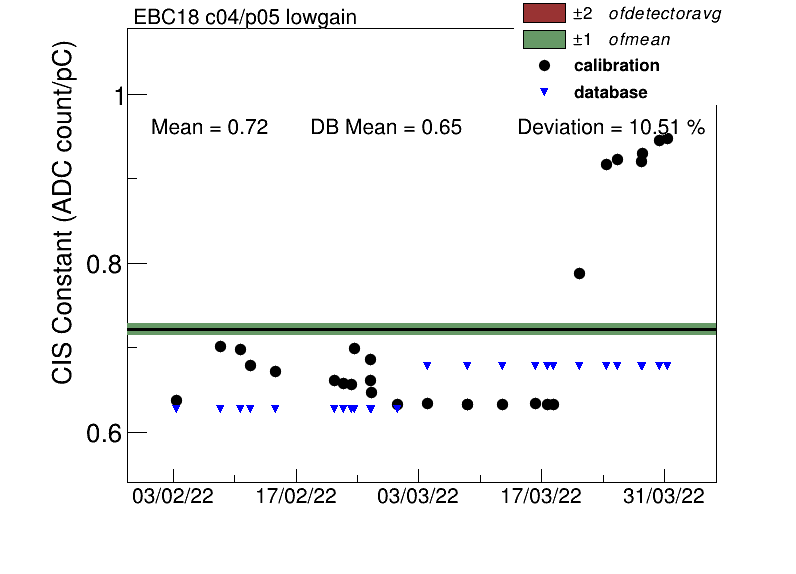 EBC18 c04/p05 lowgain
±2 ofdetectoravg
±1 ofmean
calibration
database
Mean = 0.72 DB Mean = 0.65 Deviation = 10.51 %
CIS Constant (ADC count/pC)
1
0.8
0.6
03/02/22 17/02/22 03/03/22 17/03/22 31/03/22